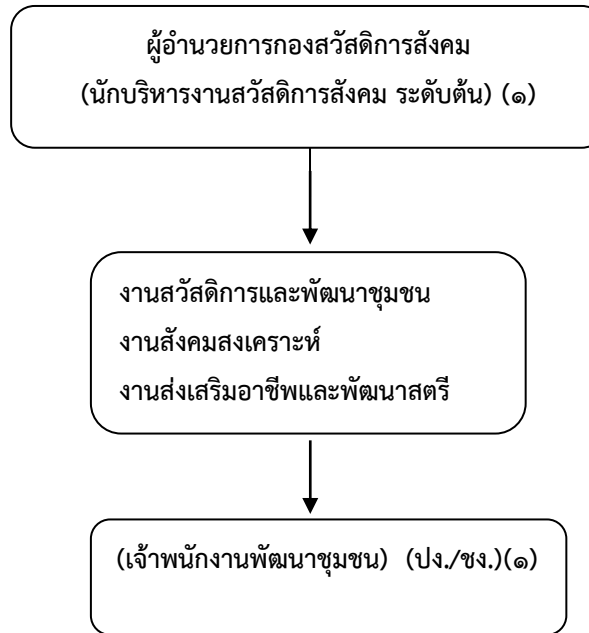 ผู้อำนวยการกองสวัสดิการสังคม
(นักบริหารงานสวัสดิการสังคม ระดับต้น) (๑)
งานสวัสดิการและพัฒนาชุมชน
งานสังคมสงเคราะห์
งานส่งเสริมอาชีพและพัฒนาสตรี
(เจ้าพนักงานพัฒนาชุมชน) (ปง./ชง.)(๑)